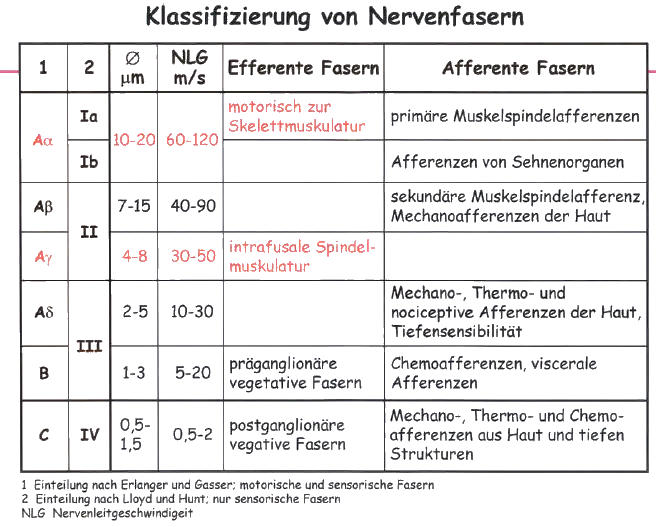 Klassifizierung von Nervenfasern
1 2 Ø µm NLG m/s Efferente Fasern Afferente Fasern
Aα Ia 10-20 60-120 motorisch zur Skelettmuskulatur primäre Muskelspindelafferenzen
Ib Afferenzen von Sehnenorganen
Aβ II 7-15 40-90 sekundäre Muskelspindelafferenz,
Mechanoafferenzen der Haut
Aγ 4-8 30-50 intrafusale Spindel-
muskulatur
Aδ III 2-5 10-30 Mechano-, Thermo- und
nociceptive Afferenzen der Haut,
Tiefensensibilität
B 1-3 5-20 präganglionäre vegetative Fasern Chemoafferenzen, viscerale Afferenzen
C IV 0,5-1,5 0,5-2 postganglionäre vegative Fasern Mechano-, Thermo- und Chemo-
afferenzen aus Haut und tiefen
Strukturen
1 Einteilung nach Erlanger und Gasser; motorische und sensorische Fasern
2 Einteilung nach Lloyd und Hunt; nur sensorische Fasern
NLG Nervenleitgeschwindigeit